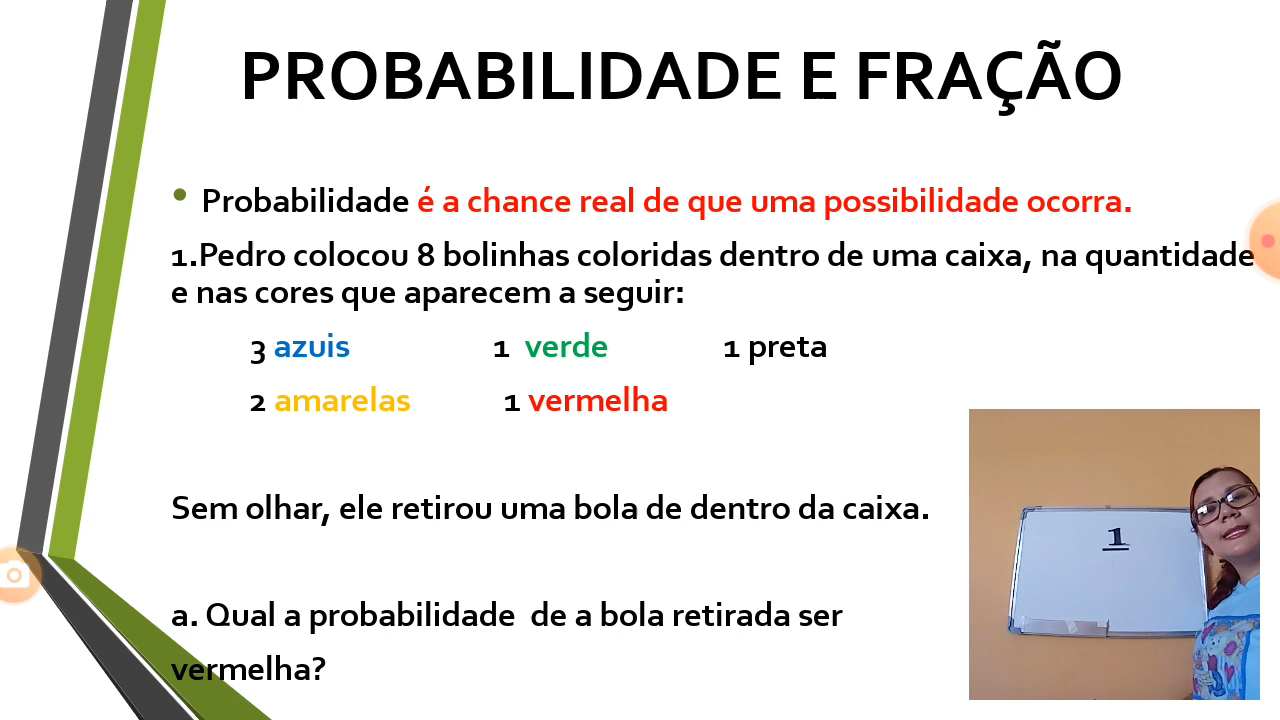 PROBABILIDADE E FRAÇÃO
• Probabilidade é a chance real de que uma possibilidade ocorra.
1.Pedro colocou 8 bolinhas coloridas dentro de uma caixa, na quantidade
e nas cores que aparecem a seguir:
3 azuis 1 verde 1 preta
2 amarelas 1 vermelha
Sem olhar, ele retirou uma bola de dentro da caixa.
1
a. Qual a probabilidade de a bola retirada ser
vermelha?